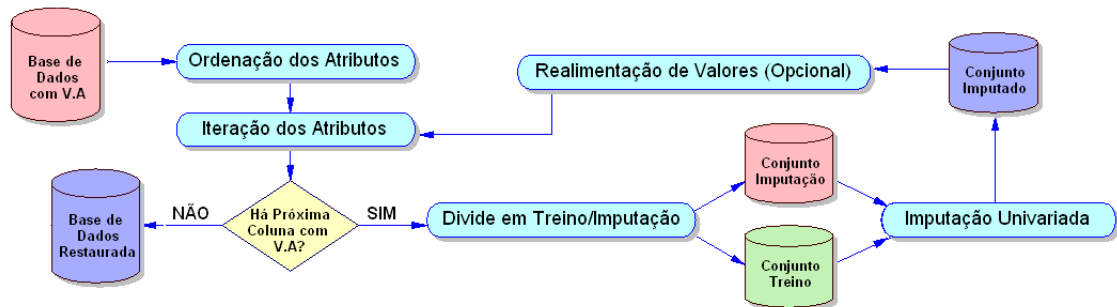 Base de
Dados
com V.A
Ordenação dos Atributos
Realimentação de Valores (Opcional)
Conjunto
Imputado
Iteração dos Atributos
Base de
Dados
Restaurada
NÃO
Há Próxima
Coluna com
V.A?
SIM
Divide em Treino/Imputação
Conjunto
Imputação
Conjunto
Treino
Imputação Univariada